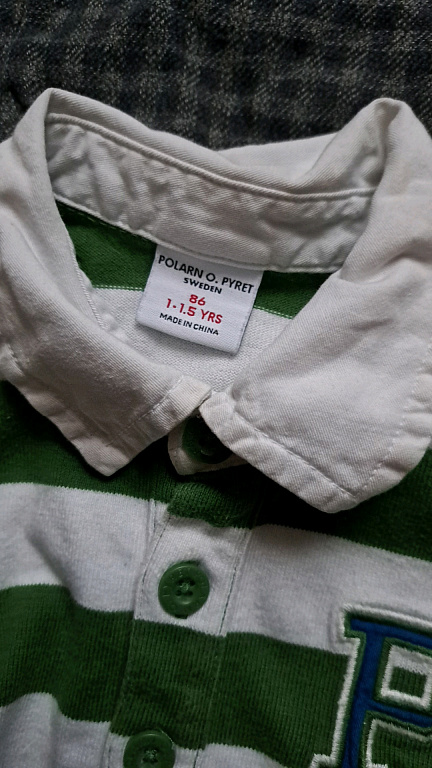 POLARN O. PYRET
SWEDEN
86
1-1.5 YRS
MADE IN CHINA
P